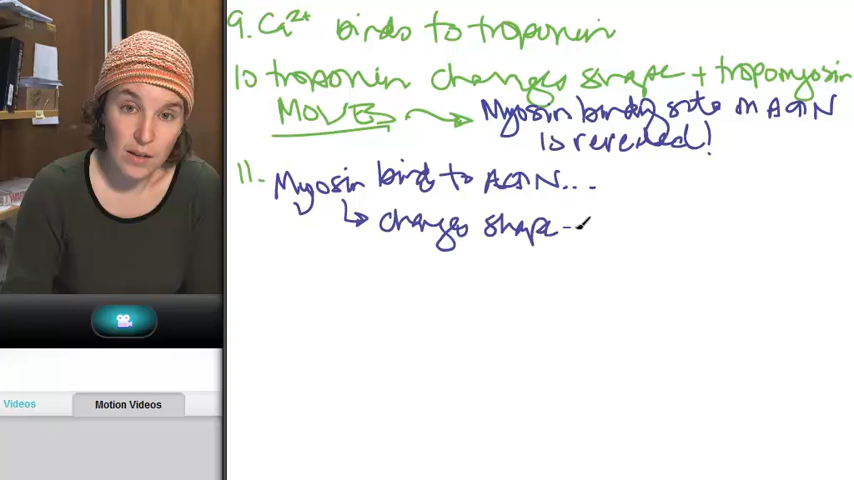 9. Ca2+ binds to troponin
10 troponin changes shape + tropomyosin
MOVES → Myosin binding site on ACTIN
is revealed!
11. Myosin binds to ACTIN...
↳ changes shape -
Videos
Motion Videos